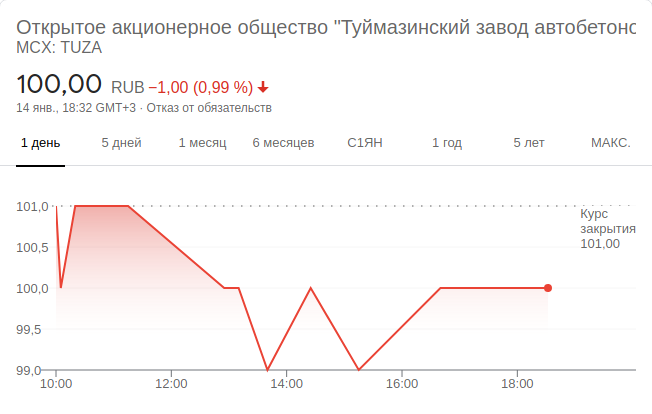 Открытое акционерное общество "Туймазинский завод автобетоно
MCX: TUZA
100,00 RUB −1,00 (0,99 %)
14 янв., 18:32 GMT+3 · Отказ от обязательств
1 день 5 дней 1 месяц 6 месяцев С1ЯН 1 год 5 лет МАКС.
101,0
Курс
закрытия
101,00
100,5
100,0
99,5
99,0
10:00 12:00 14:00 16:00 18:00